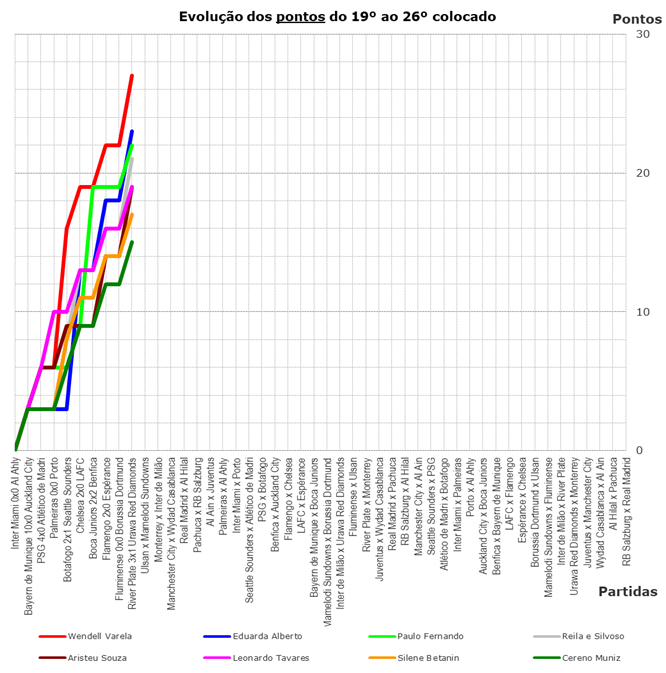 Evolução dos pontos do 19º ao 26º colocado
Pontos
30
20
10
0
Inter Miami 0x0 Al Ahly
Bayern de Munique 10x0 Auckland City
PSG 4x0 Atlético de Madri
Palmeiras 0x0 Porto
Botafogo 2x1 Seattle Sounders
Chelsea 2x0 LAFC
Boca Juniors 2x2 Benfica
Flamengo 2x0 Espérance
Fluminense 0x0 Borussia Dortmund
River Plate 3x1 Urawa Red Diamonds
Ulsan x Mamelodi Sundowns
Monterrey x Inter de Milão
Manchester City x Wydad Casablanca
Real Madrid x Al Hilal
Pachuca x RB Salzburg
Al Ain x Juventus
Palmeiras x Al Ahly
Inter Miami x Porto
Seattle Sounders x Atlético de Madri
PSG x Botafogo
Benfica x Auckland City
Flamengo x Chelsea
LAFC x Espérance
Bayern de Munique x Boca Juniors
Mamelodi Sundowns x Borussia Dortmund
Inter de Milão x Urawa Red Diamonds
Fluminense x Ulsan
River Plate x Monterrey
Juventus x Wydad Casablanca
Real Madrid x Pachuca
RB Salzburg x Al Hilal
Manchester City x Al Ain
Seattle Sounders x PSG
Atlético de Madri x Botafogo
Inter Miami x Palmeiras
Porto x Al Ahly
Auckland City x Boca Juniors
Benfica x Bayern de Munique
LAFC x Flamengo
Espérance x Chelsea
Borussia Dortmund x Ulsan
Mamelodi Sundowns x Fluminense
Inter de Milão x River Plate
Urawa Red Diamonds x Monterrey
Juventus x Manchester City
Wydad Casablanca x Al Ain
Al Hilal x Pachuca
RB Salzburg x Real Madrid
Partidas
Wendell Varela
Eduarda Alberto
Paulo Fernando
Reila e Silvoso
Aristeu Souza
Leonardo Tavares
Silene Betanin
Cereno Muniz